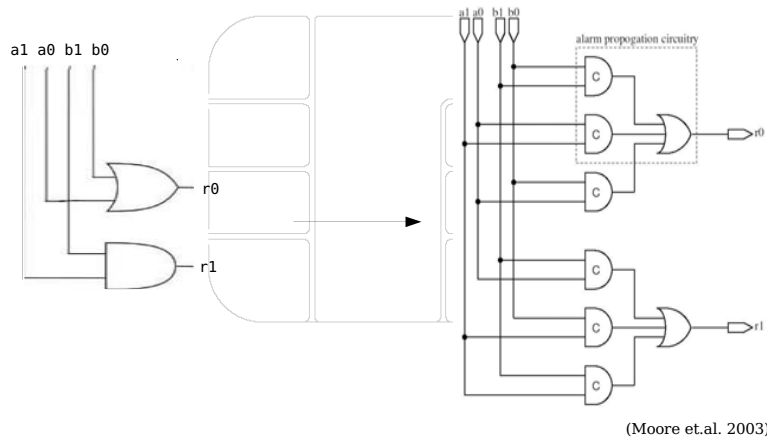 a1 a0 b1 b0
r0
r1
a1 a0 b1 b0
alarm propogation circuitry
C
C
r0
C
C
C
r1
C
(Moore et.al. 2003)